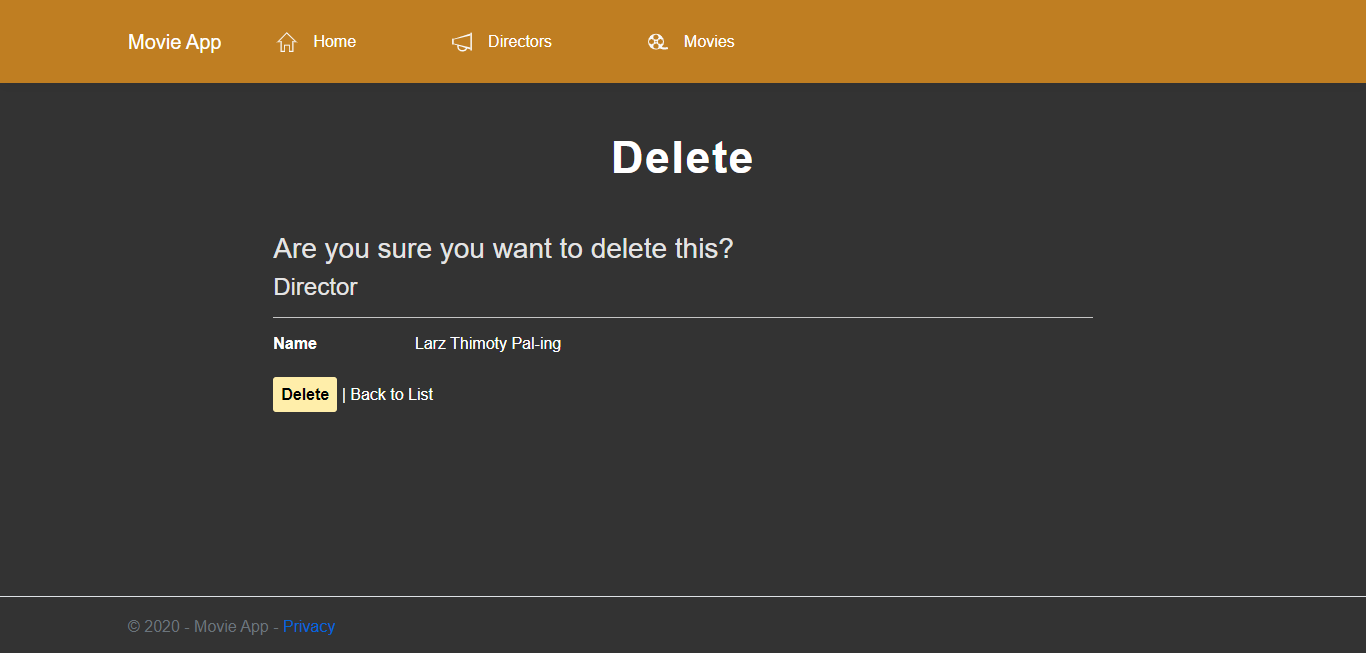 Movie App Home Directors Movies
Delete
Are you sure you want to delete this?
Director
Name Larz Thimoty Pal-ing
Delete | Back to List
© 2020 - Movie App - Privacy